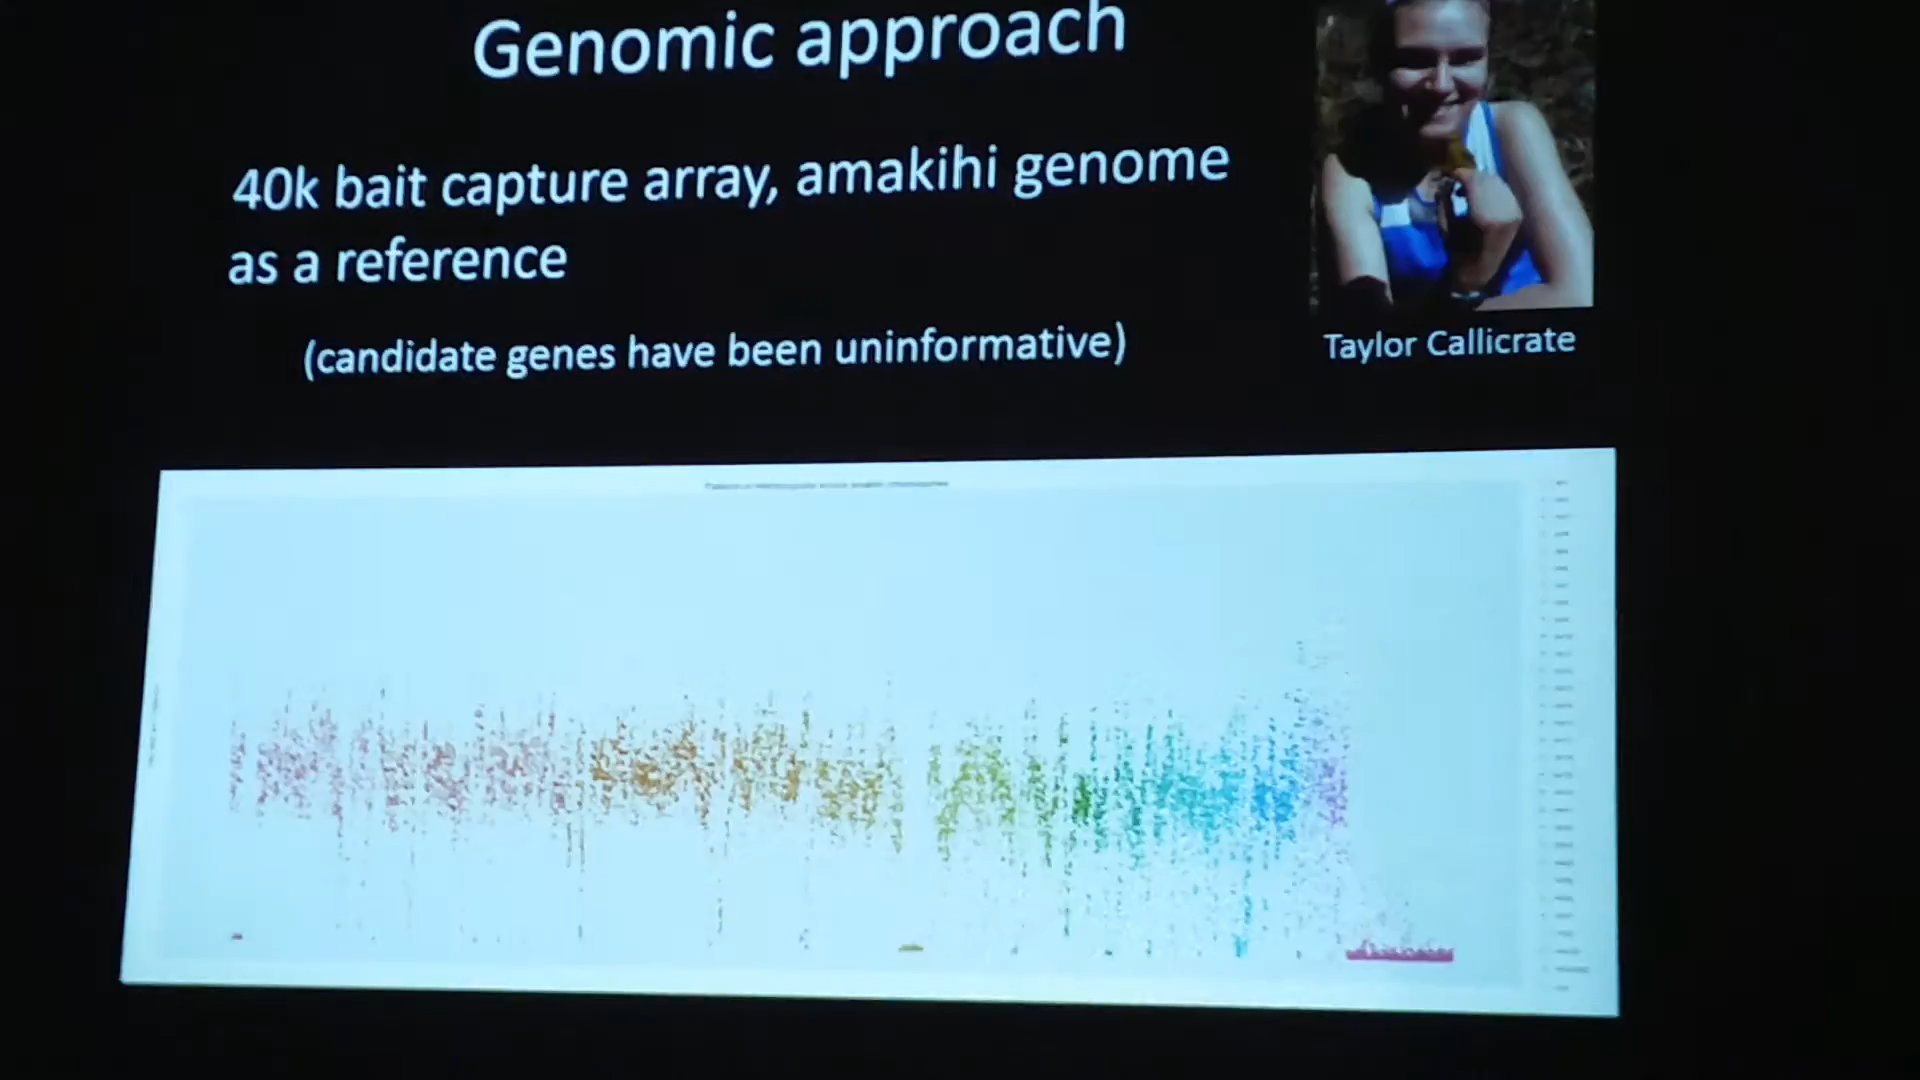 Genomic approach
40k bait capture array, amakihi genome
as a reference
(candidate genes have been uninformative)
Taylor Callicrate